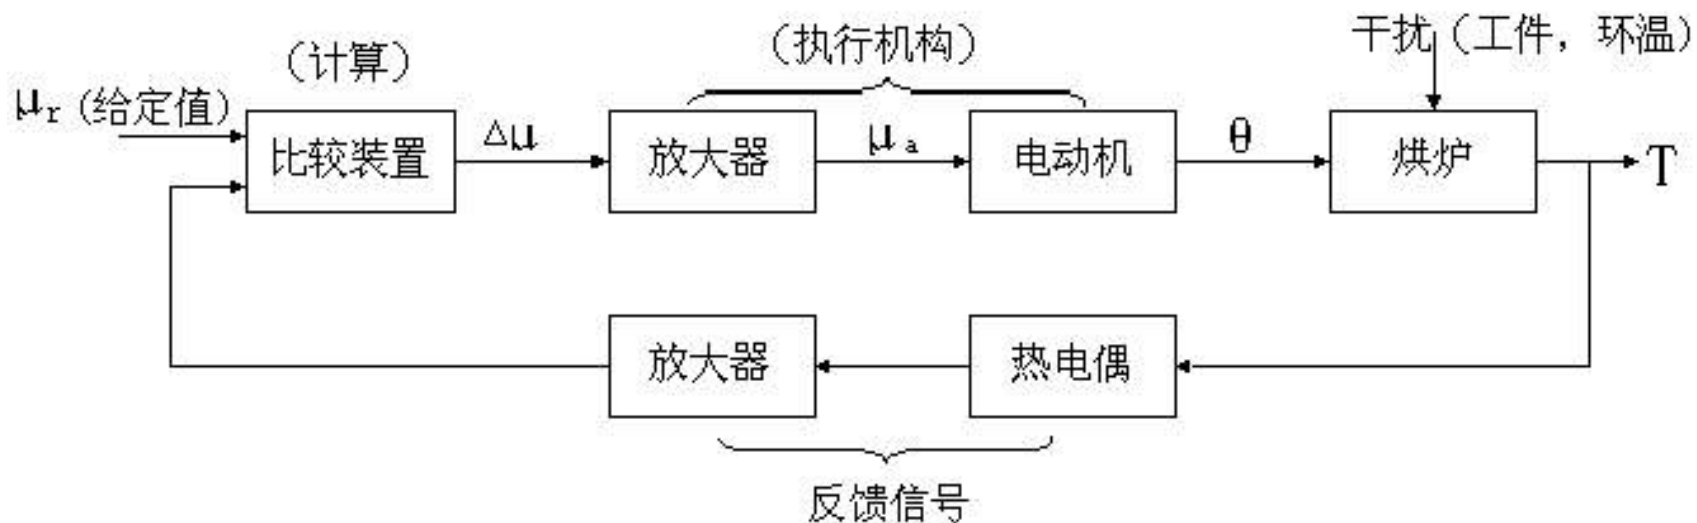 (计算)
(执行机构)
干扰 (工件，环温)
μr (给定值)
比较装置
Δμ
放大器
μa
电动机
θ
烘炉
T
放大器
热电偶
反馈信号